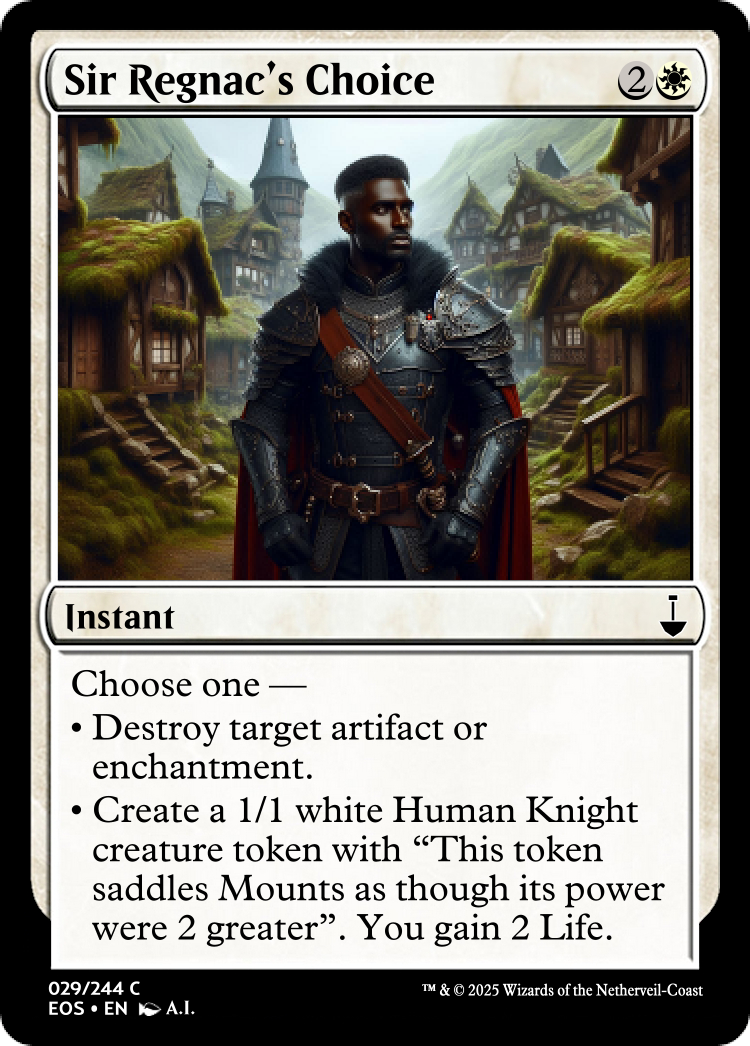 Sir Regnac's Choice 2
Instant
Choose one —
• Destroy target artifact or
enchantment.
• Create a 1/1 white Human Knight
creature token with “This token
saddles Mounts as though its power
were 2 greater”. You gain 2 Life.
029/244 C
EOS • EN A.I.
™ & © 2025 Wizards of the Netherveil-Coast